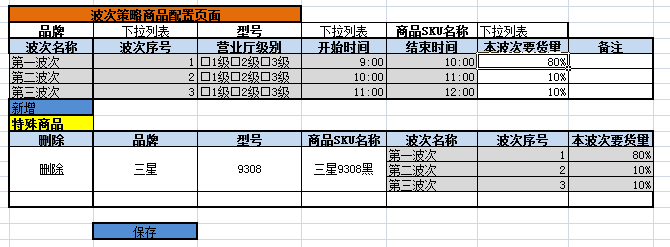 波次策略商品配置页面
品牌 下拉列表 型号 下拉列表 商品SKU名称 下拉列表
波次名称 波次序号 营业厅级别 开始时间 结束时间 本波次要货量 备注
第一波次 1 □1级□2级□3级 9:00 10:00 80%
第二波次 2 □1级□2级□3级 10:00 11:00 10%
第三波次 3 □1级□2级□3级 11:00 12:00 10%
新增
特殊商品
删除 品牌 型号 商品SKU名称 波次名称 波次序号 本波次要货量
删除 三星 9308 三星9308黑 第一波次 1 80%
第二波次 2 10%
第三波次 3 10%
保存